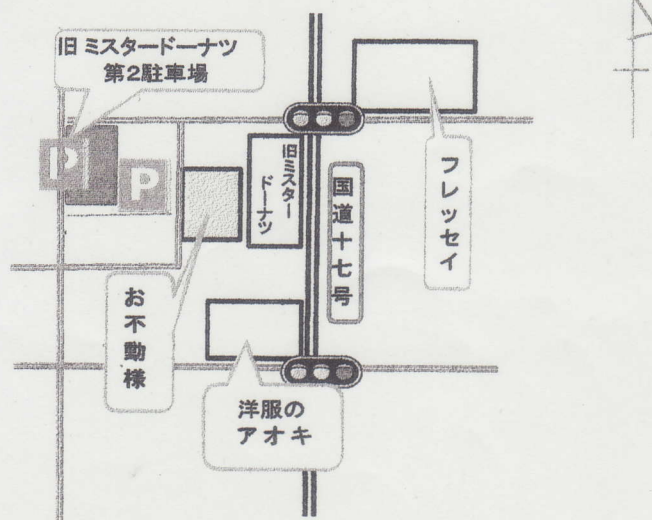 旧ミスタードーナツ
第2駐車場
P
P
旧ミスター
ドーナツ
国道十七号
フレッセイ
お不動様
洋服の
アオキ